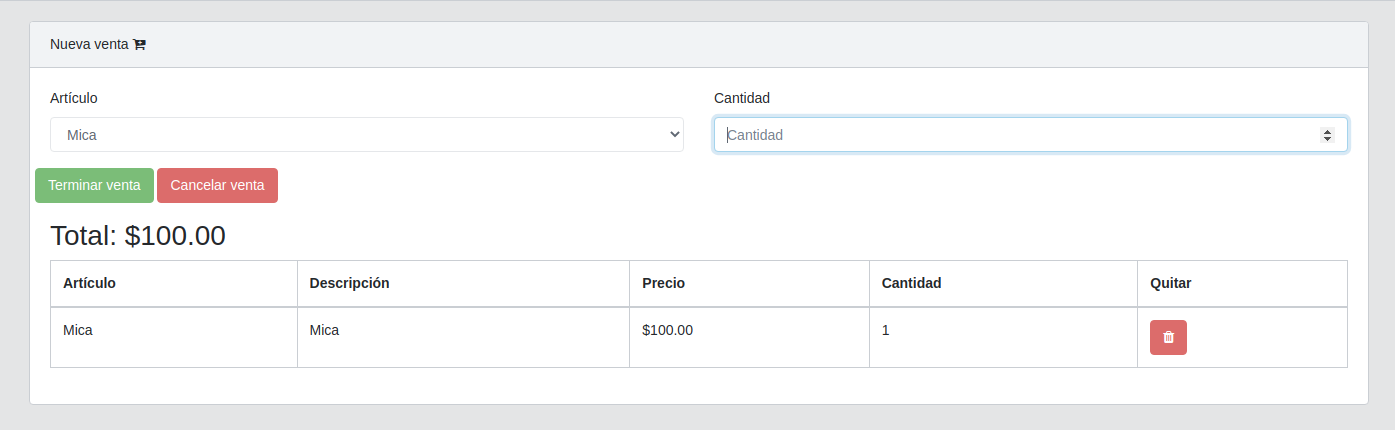 Nueva venta
Artículo Cantidad
Mica Cantidad
Terminar venta Cancelar venta
Total: $100.00
Artículo Descripción Precio Cantidad Quitar
Mica Mica $100.00 1